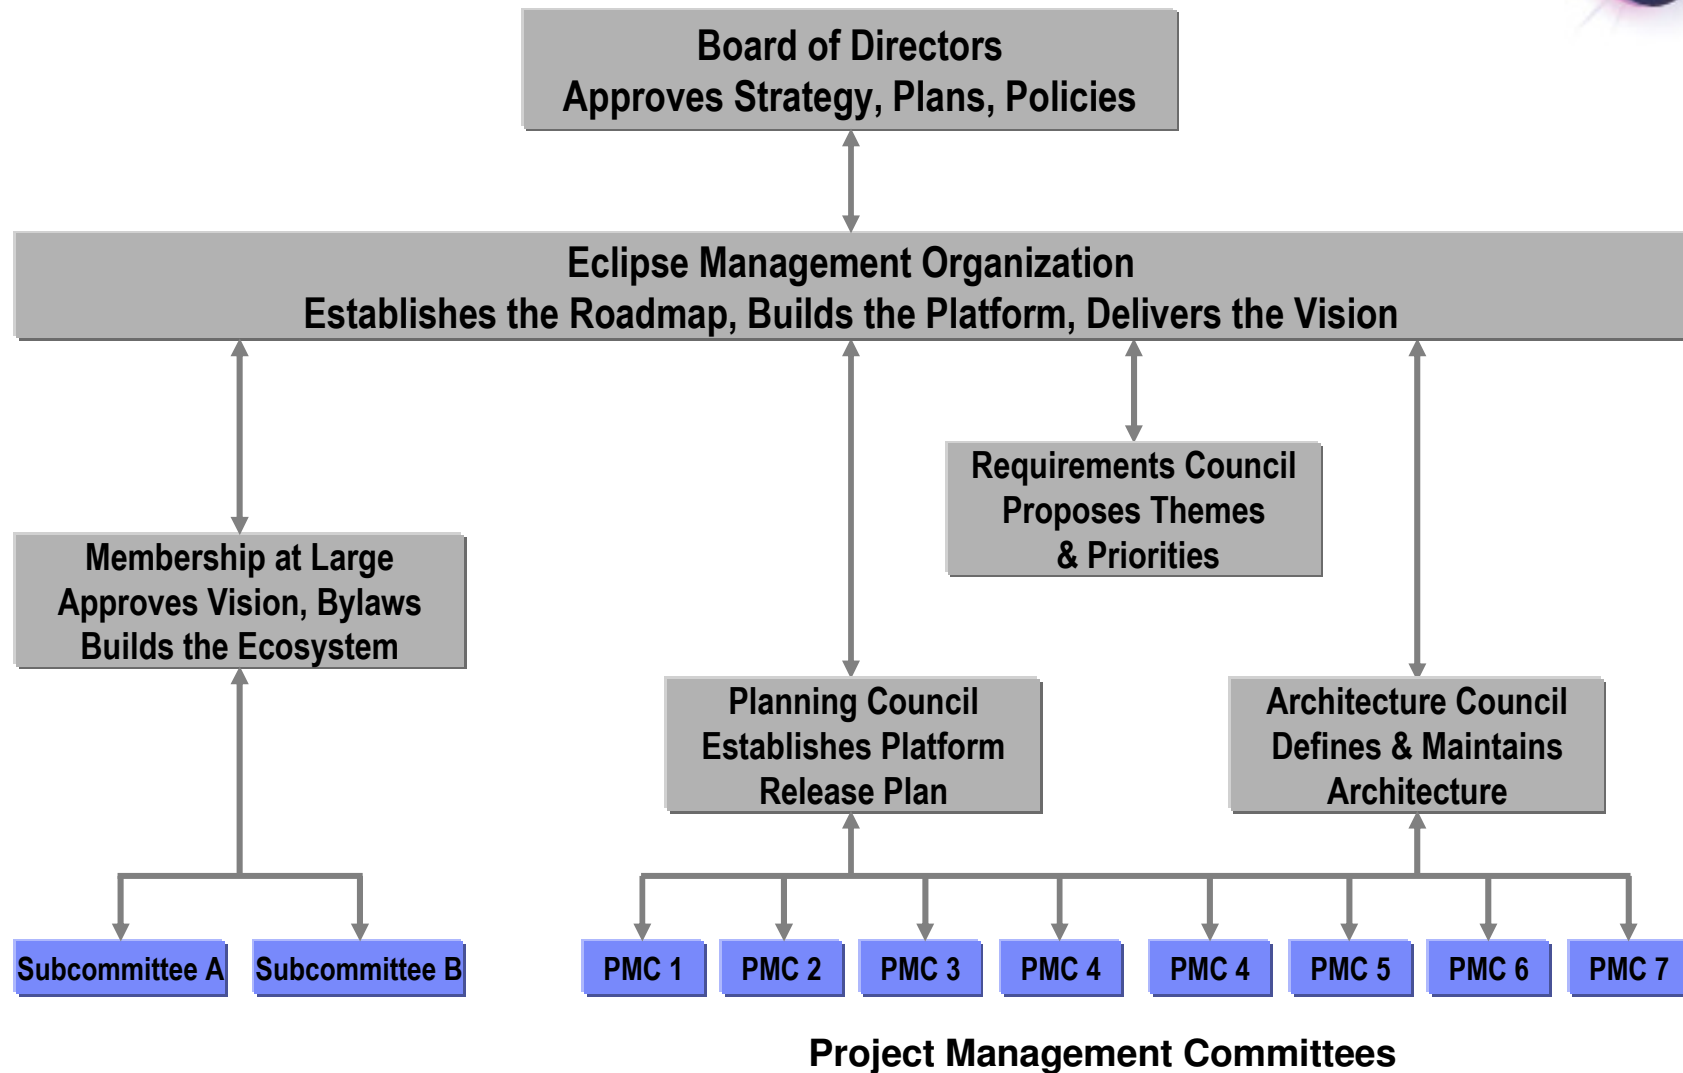 Board of Directors
Approves Strategy, Plans, Policies
Eclipse Management Organization
Establishes the Roadmap, Builds the Platform, Delivers the Vision
Requirements Council
Proposes Themes
& Priorities
Membership at Large
Approves Vision, Bylaws
Builds the Ecosystem
Planning Council
Establishes Platform
Release Plan
Architecture Council
Defines & Maintains
Architecture
Subcommittee A
Subcommittee B
PMC 1
PMC 2
PMC 3
PMC 4
PMC 4
PMC 5
PMC 6
PMC 7
Project Management Committees